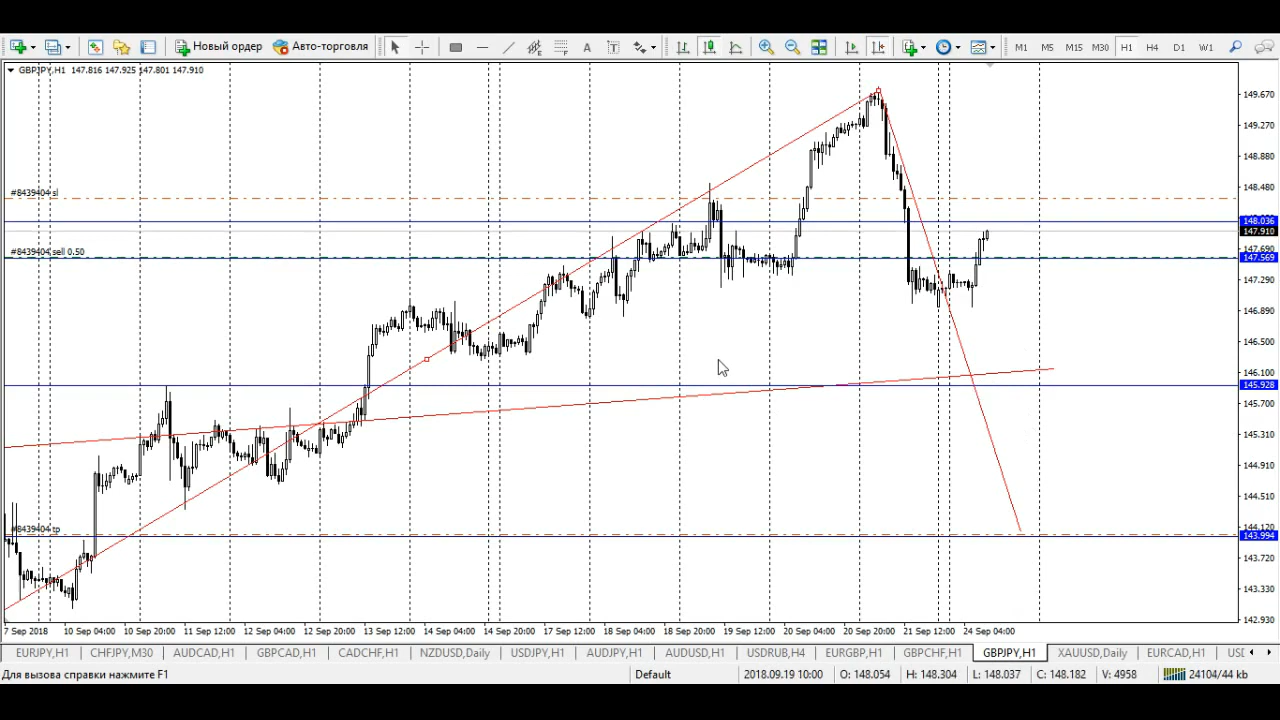 Новый ордер Авто-торговля A T M1 M5 M15 M30 H1 H4 D1 W1
GBPJPY,H1 147.816 147.925 147.801 147.910
149.670
149.270
148.880
148.480
#8439404 sl
148.036
147.910
147.690
#8439404 sell 0.50
147.569
147.290
146.890
146.500
146.100
145.928
145.700
145.310
144.910
144.510
144.120
#8439404 tp
143.994
143.720
143.330
142.930
7 Sep 2018 10 Sep 04:00 10 Sep 20:00 11 Sep 12:00 12 Sep 04:00 12 Sep 20:00 13 Sep 12:00 14 Sep 04:00 14 Sep 20:00 17 Sep 12:00 18 Sep 04:00 18 Sep 20:00 19 Sep 12:00 20 Sep 04:00 20 Sep 20:00 21 Sep 12:00 24 Sep 04:00
EURJPY,H1 CHFJPY,M30 AUDCAD,H1 GBPCAD,H1 CADCHF,H1 NZDUSD,Daily USDJPY,H1 AUDJPY,H1 AUDUSD,H1 USDRUB,H4 EURGBP,H1 GBPCHF,H1 GBPJPY,H1 XAUUSD,Daily EURCAD,H1
Для вызова справки нажмите F1 Default 2018.09.19 10:00 O: 148.054 H: 148.304 L: 148.037 C: 148.182 V: 4958 24104/44 kb